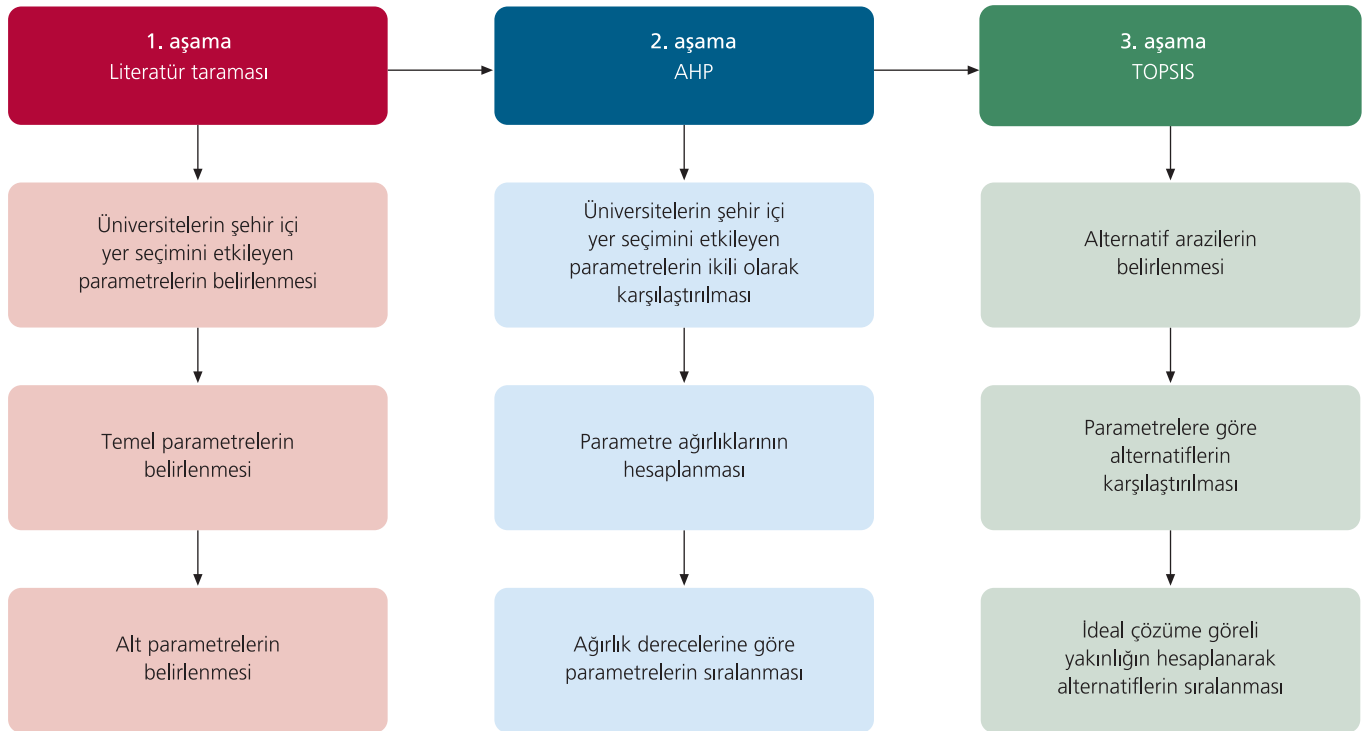 1. aşama
Literatür taraması
2. aşama
AHP
3. aşama
TOPSIS
Üniversitelerin şehir içi
yer seçimini etkileyen
parametrelerin belirlenmesi
Üniversitelerin şehir içi
yer seçimini etkileyen
parametrelerin ikili olarak
karşılaştırılması
Alternatif arazilerin
belirlenmesi
Temel parametrelerin
belirlenmesi
Parametre ağırlıklarının
hesaplanması
Parametrelere göre
alternatiflerin
karşılaştırılması
Alt parametrelerin
belirlenmesi
Ağırlık derecelerine göre
parametrelerin sıralanması
İdeal çözüme göreli
yakınlığın hesaplanarak
alternatiflerin sıralanması